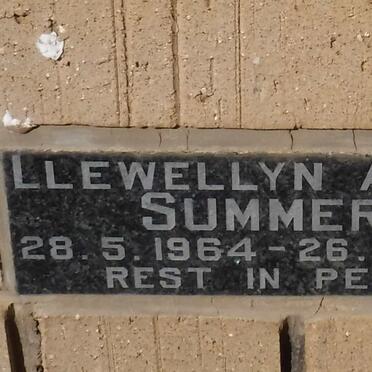 LLEWELLYN A
SUMMER
28.5.1964-26.
REST IN PE